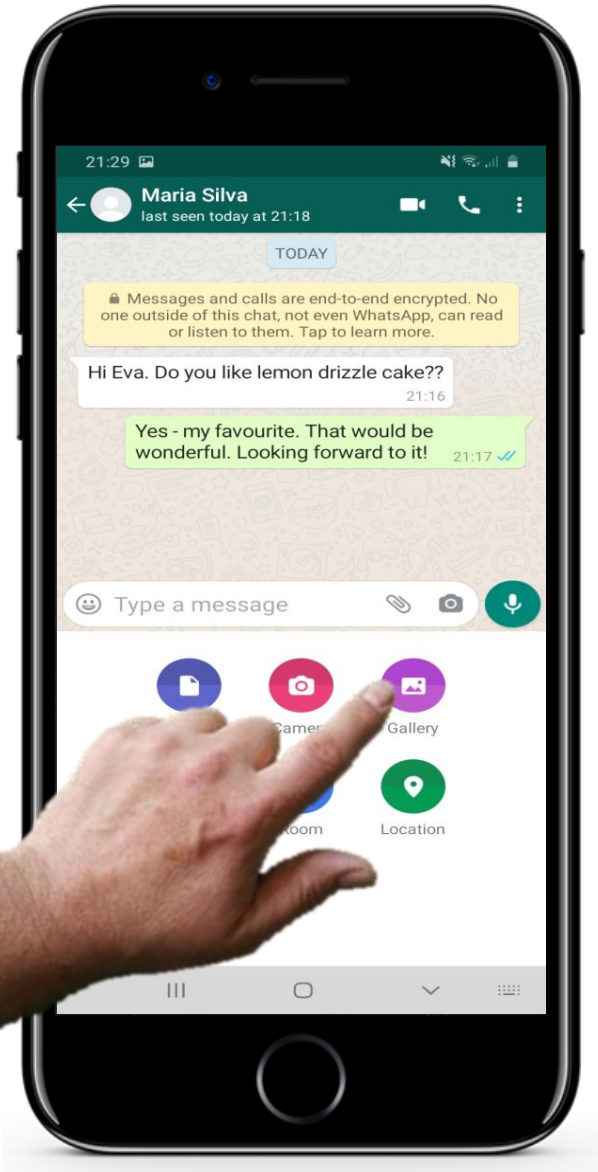 21:29
Maria Silva
last seen today at 21:18
TODAY
Messages and calls are end-to-end encrypted. No
one outside of this chat, not even WhatsApp, can read
or listen to them. Tap to learn more.
Hi Eva. Do you like lemon drizzle cake??
21:16
Yes - my favourite. That would be
wonderful. Looking forward to it! 21:17
Type a message
Gallery
Location